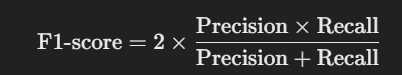 F1-score = 2 × Precision × Recall / Precision + Recall